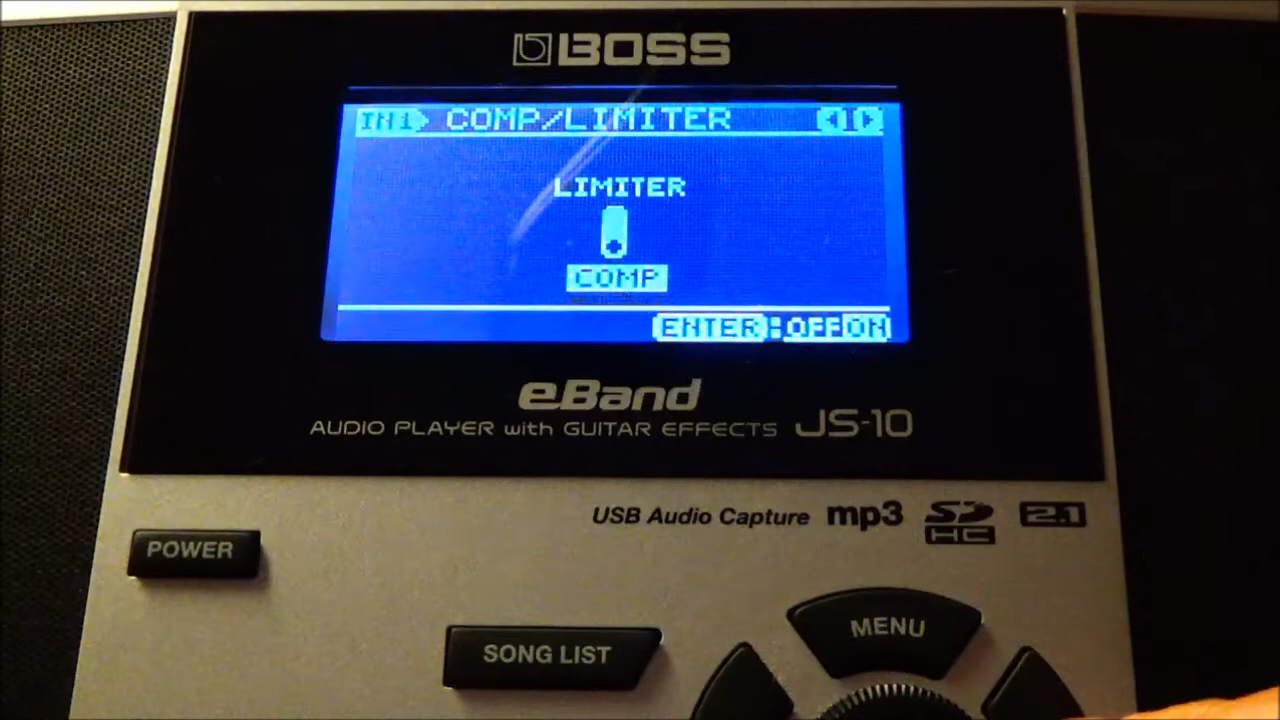 BOSS
IN1 COMP/LIMITER
LIMITER
COMP
ENTER:OFF ON
eBand
AUDIO PLAYER with GUITAR EFFECTS JS-10
USB Audio Capture mp3 SD HC 2.1
POWER
MENU
SONG LIST